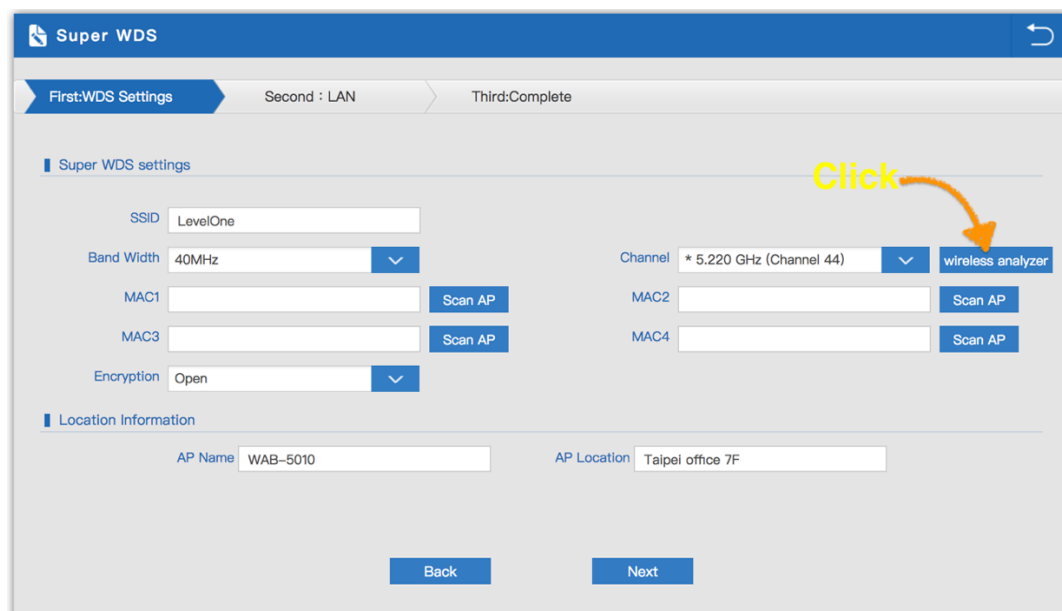 Super WDS
First:WDS Settings Second : LAN Third:Complete
Super WDS settings
Click
SSID LevelOne
Band Width 40MHz Channel * 5.220 GHz (Channel 44) wireless analyzer
MAC1 Scan AP MAC2 Scan AP
MAC3 Scan AP MAC4 Scan AP
Encryption Open
Location Information
AP Name WAB-5010 AP Location Taipei office 7F
Back Next